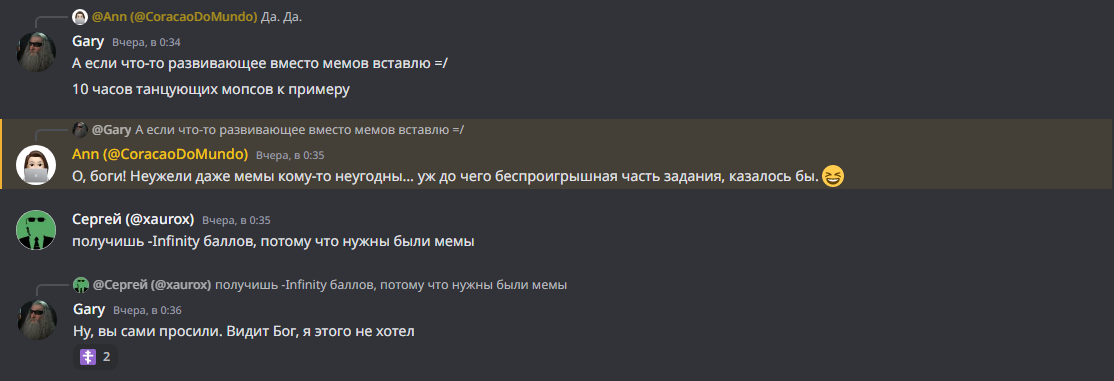 @Ann (@CoracaoDoMundo) Да. Да.
Gary Вчера, в 0:34
А если что-то развивающее вместо мемов вставлю =/
10 часов танцующих мопсов к примеру
@Gary А если что-то развивающее вместо мемов вставлю =/
Ann (@CoracaoDoMundo) Вчера, в 0:35
О, боги! Неужели даже мемы кому-то неугодны... уж до чего беспроигрышная часть задания, казалось бы. 😆
Сергей (@xaurox) Вчера, в 0:35
получишь -Infinity баллов, потому что нужны были мемы
@Сергей (@xaurox) получишь -Infinity баллов, потому что нужны были мемы
Gary Вчера, в 0:36
Ну, вы сами просили. Видит Бог, я этого не хотел
☦️ 2